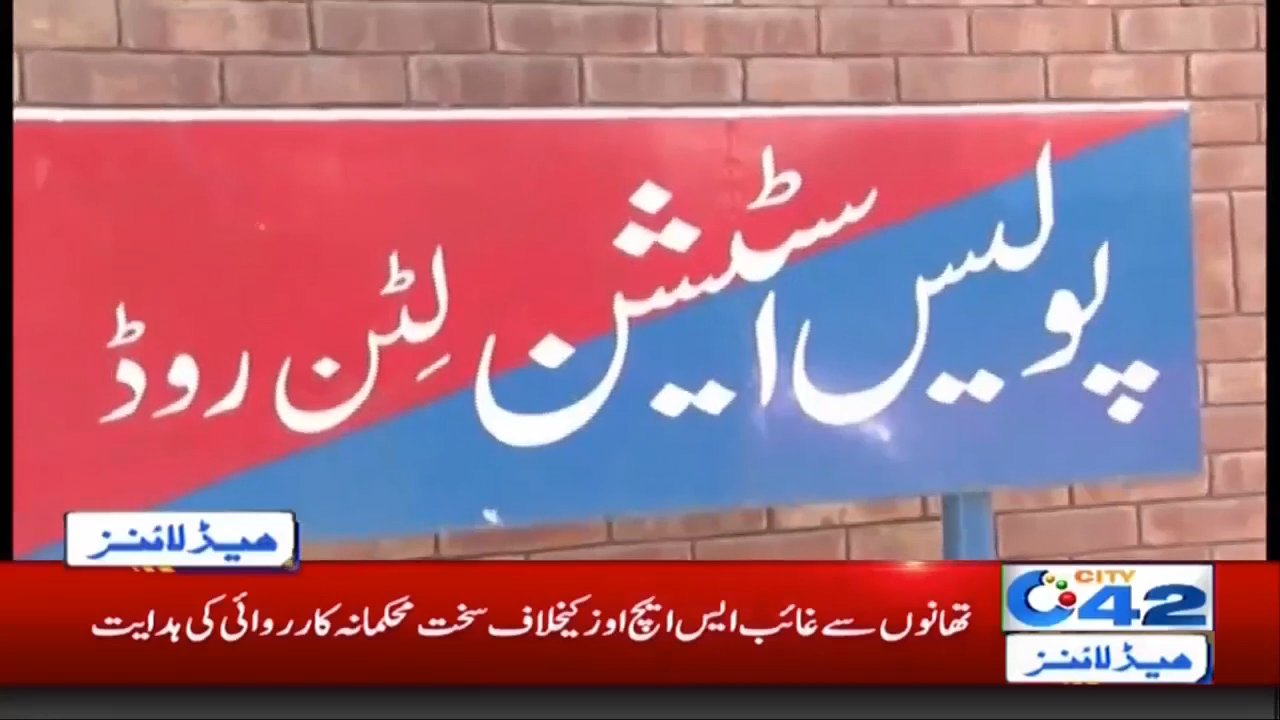 پولیس اسٹیشن لٹن روڈ
ہیڈ لائنز
تھانوں سے غائب ایس ایچ اوز کیخلاف سخت محکمانہ کارروائی کی ہدایت
CITY
42
ہیڈ لائنز